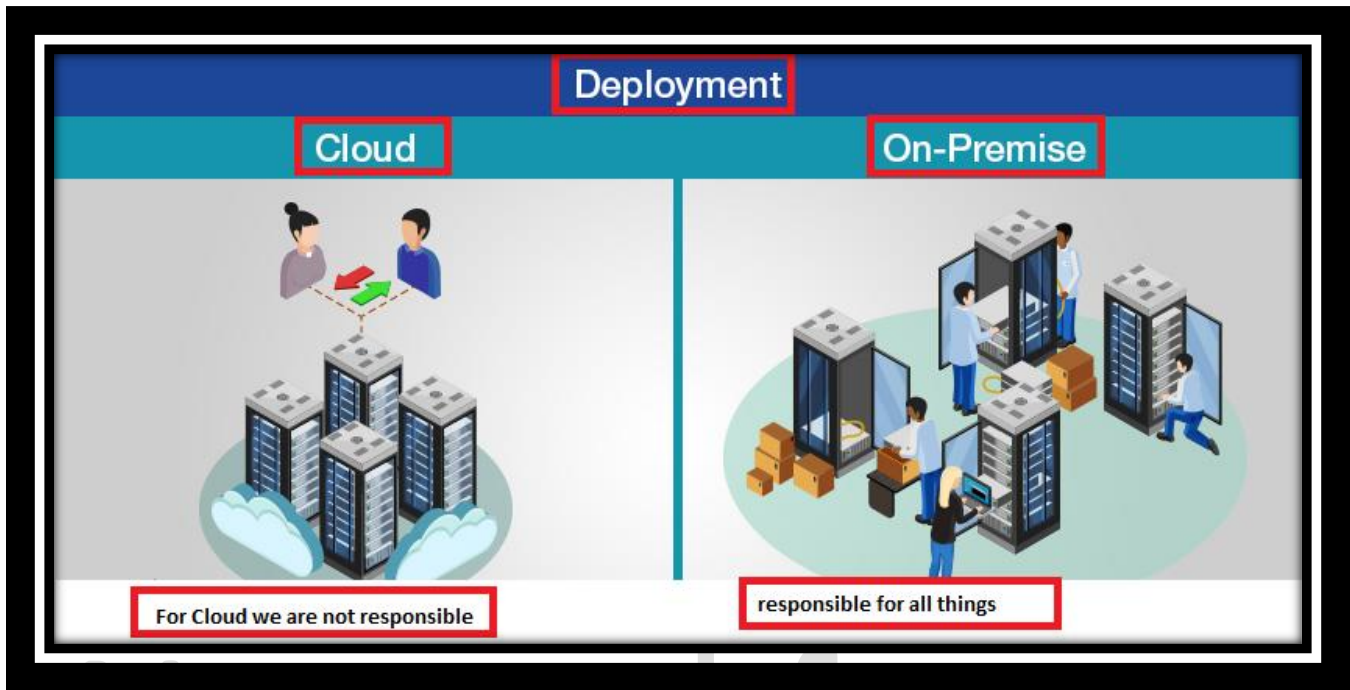 Deployment
Cloud
On-Premise
For Cloud we are not responsible
responsible for all things